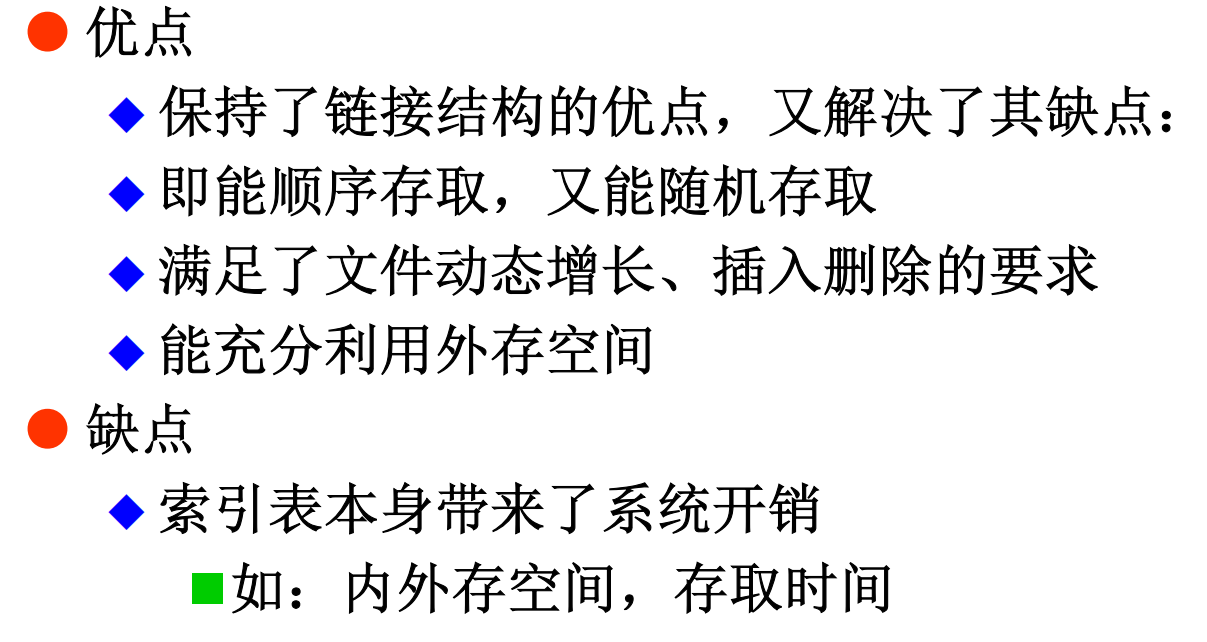 优点
保持了链接结构的优点，又解决了其缺点：
即能顺序存取，又能随机存取
满足了文件动态增长、插入删除的要求
能充分利用外存空间
缺点
索引表本身带来了系统开销
如：内外存空间，存取时间